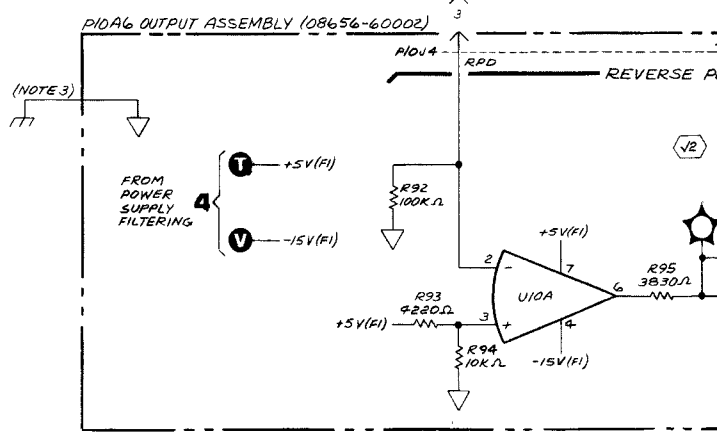 3
P/O A6 OUTPUT ASSEMBLY (08656-60002)
P/O J4
RPD
REVERSE
(NOTE 3)
√2
FROM
POWER
SUPPLY
FILTERING
4
T
+5V(F1)
V
-15V(F1)
R92
100KΩ
+5V(F1)
2
-
7
U10A
6
R95
3830Ω
R93
4220Ω
+5V(F1)
3
+
4
R94
10KΩ
-15V(F1)